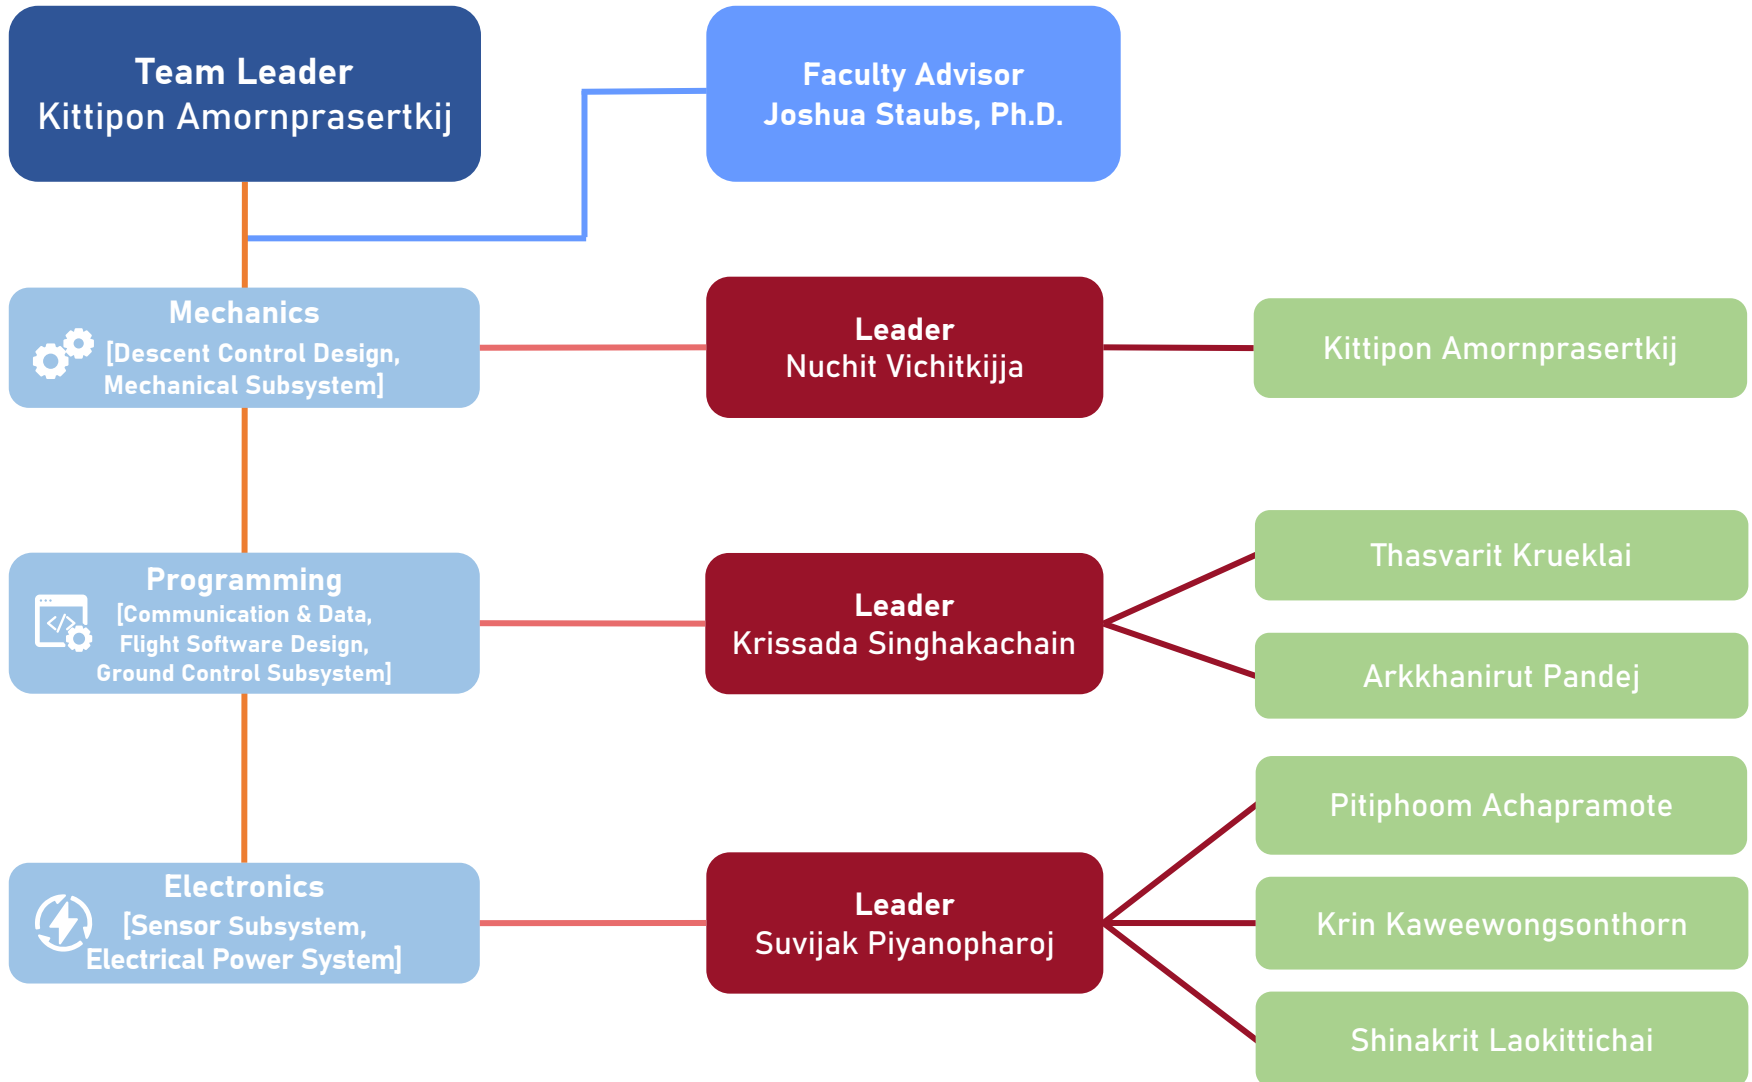 Team Leader
Kittipon Amornprasertkij
Faculty Advisor
Joshua Staubs, Ph.D.
Mechanics
[Descent Control Design,
Mechanical Subsystem]
Leader
Nuchit Vichitkijja
Kittipon Amornprasertkij
Programming
[Communication & Data,
Flight Software Design,
Ground Control Subsystem]
Leader
Krissada Singhakachain
Thasvarit Krueklai
Arkkhanirut Pandej
Electronics
[Sensor Subsystem,
Electrical Power System]
Leader
Suvijak Piyanopharoj
Pitiphoom Achapramote
Krin Kaweewongsonthorn
Shinakrit Laokittichai